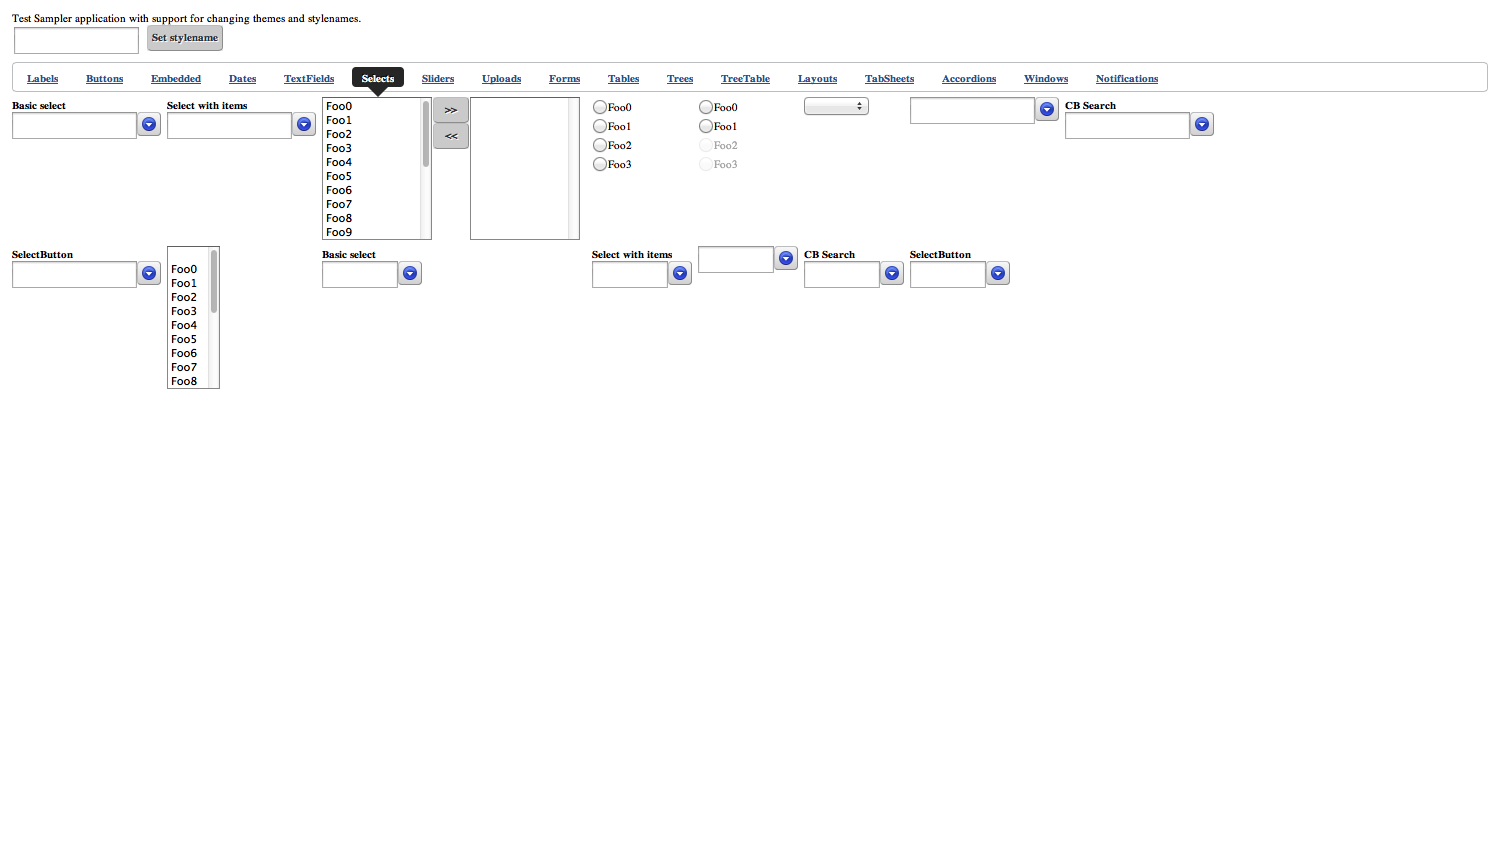 Test Sampler application with support for changing themes and stylenames.
Set stylename
Labels Buttons Embedded Dates TextFields Selects Sliders Uploads Forms Tables Trees TreeTable Layouts TabSheets Accordions Windows Notifications
Basic select
Select with items
Foo0
Foo1
Foo2
Foo3
Foo4
Foo5
Foo6
Foo7
Foo8
Foo9
>>
<<
Foo0
Foo1
Foo2
Foo3
Foo0
Foo1
Foo2
Foo3
CB Search
SelectButton
Foo0
Foo1
Foo2
Foo3
Foo4
Foo5
Foo6
Foo7
Foo8
Basic select
Select with items
CB Search
SelectButton